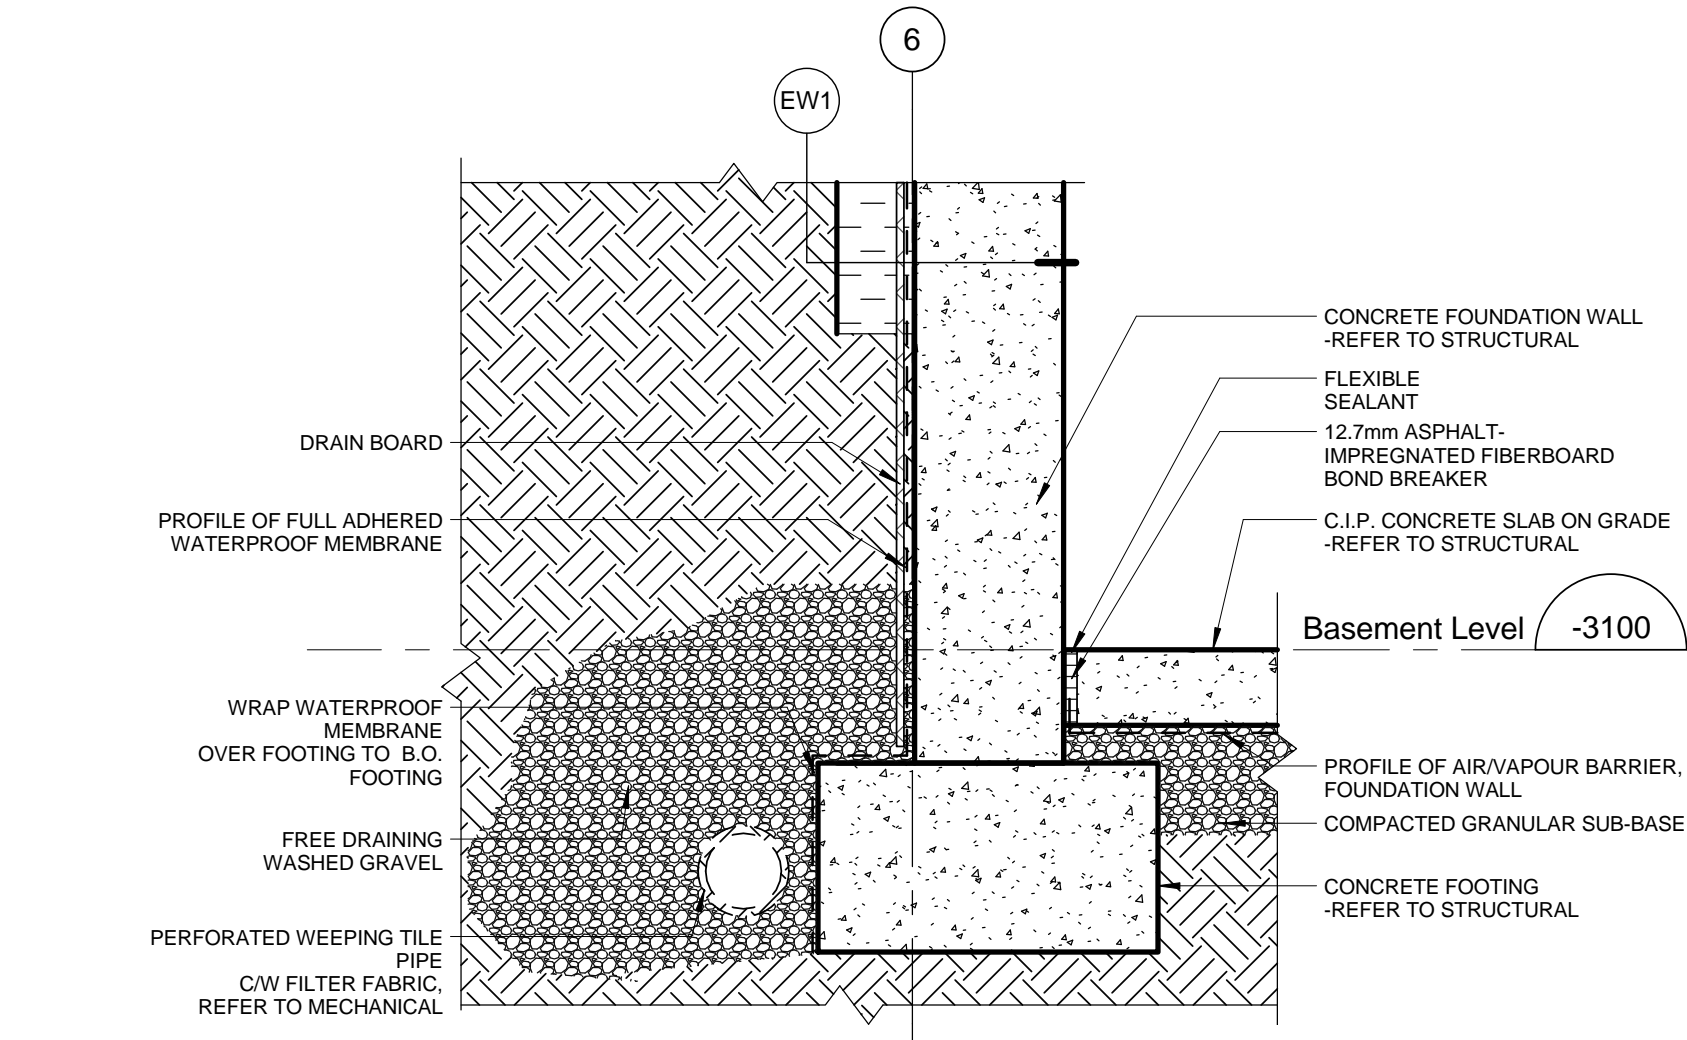 6
EW1
DRAIN BOARD
PROFILE OF FULL ADHERED
WATERPROOF MEMBRANE
WRAP WATERPROOF
MEMBRANE
OVER FOOTING TO B.O.
FOOTING
FREE DRAINING
WASHED GRAVEL
PERFORATED WEEPING TILE
PIPE
C/W FILTER FABRIC,
REFER TO MECHANICAL
CONCRETE FOUNDATION WALL
-REFER TO STRUCTURAL
FLEXIBLE
SEALANT
12.7mm ASPHALT-
IMPREGNATED FIBERBOARD
BOND BREAKER
C.I.P. CONCRETE SLAB ON GRADE
-REFER TO STRUCTURAL
Basement Level -3100
PROFILE OF AIR/VAPOUR BARRIER,
FOUNDATION WALL
COMPACTED GRANULAR SUB-BASE
CONCRETE FOOTING
-REFER TO STRUCTURAL